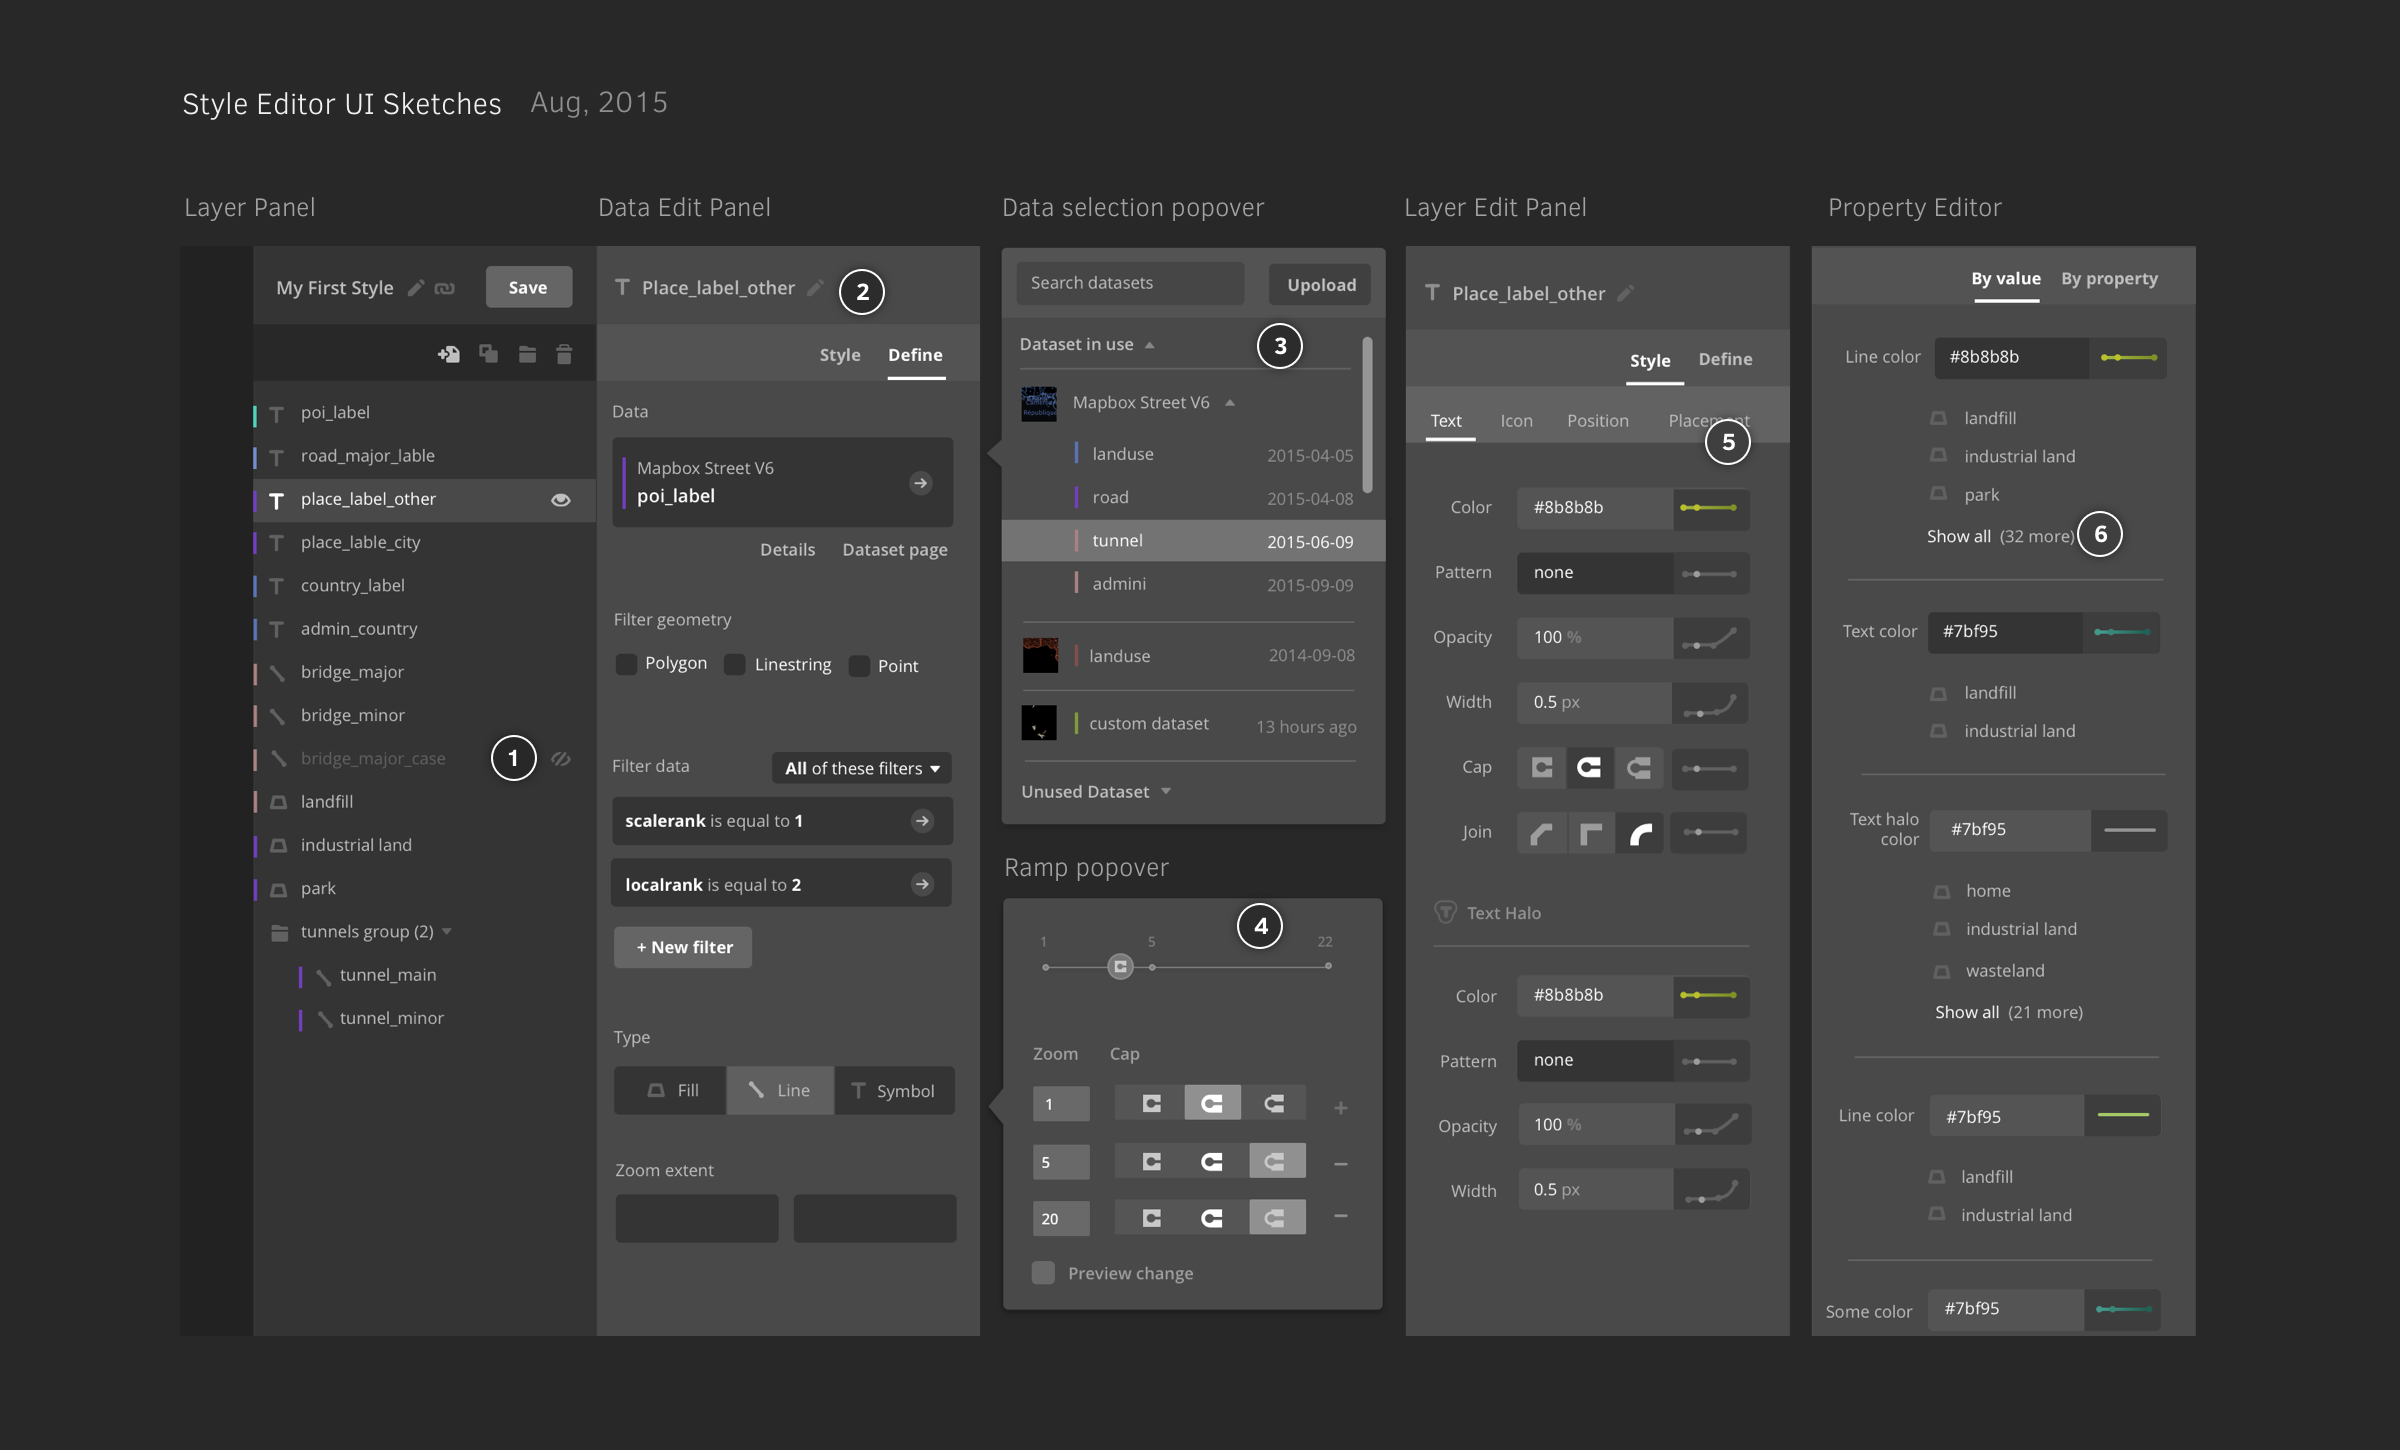 Style Editor UI Sketches Aug, 2015
Layer Panel
My First Style
Save
poi_label
road_major_lable
place_label_other
place_lable_city
country_label
admin_country
bridge_major
bridge_minor
bridge_major_case
1
landfill
industrial land
park
tunnels group (2)
tunnel_main
tunnel_minor
Data Edit Panel
Place_label_other
2
Style Define
Data
Mapbox Street V6
poi_label
Details Dataset page
Filter geometry
Polygon Linestring Point
Filter data All of these filters
scalerank is equal to 1
localrank is equal to 2
+ New filter
Type
Fill Line Symbol
Zoom extent
Data selection popover
Search datasets Upoload
Dataset in use
3
Mapbox Street V6
landuse 2015-04-05
road 2015-04-08
tunnel 2015-06-09
admini 2015-09-09
landuse 2014-09-08
custom dataset 13 hours ago
Unused Dataset
Ramp popover
4
1 5 22
Zoom Cap
1 +
5 −
20 −
Preview change
Layer Edit Panel
Place_label_other
Style Define
Text Icon Position Placement
5
Color #8b8b8b
Pattern none
Opacity 100 %
Width 0.5 px
Cap
Join
Text Halo
Color #8b8b8b
Pattern none
Opacity 100 %
Width 0.5 px
Property Editor
By value By property
Line color #8b8b8b
landfill
industrial land
park
Show all (32 more)
6
Text color #7bf95
landfill
industrial land
Text halo
color
#7bf95
home
industrial land
wasteland
Show all (21 more)
Line color #7bf95
landfill
industrial land
Some color #7bf95